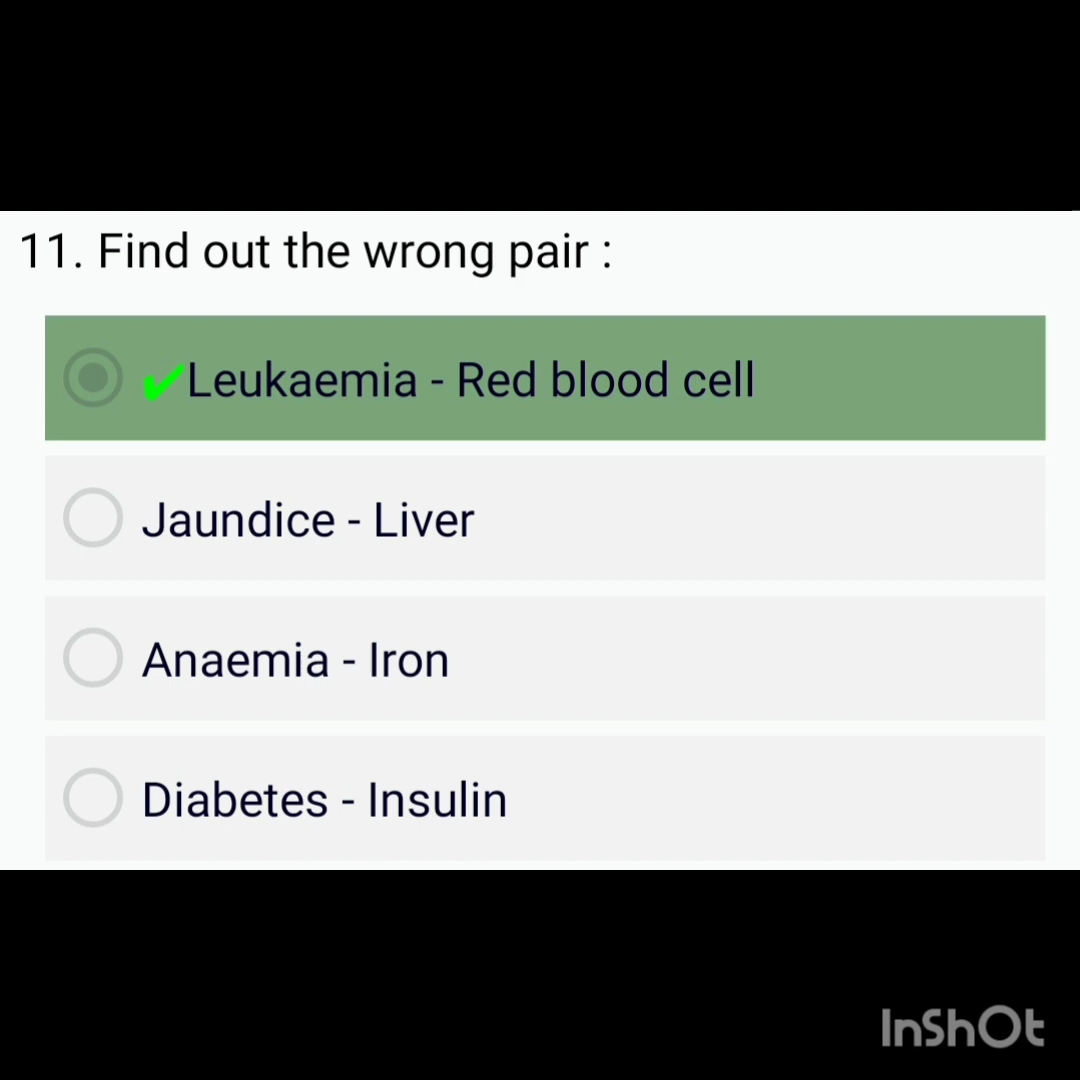 11. Find out the wrong pair :
✔Leukaemia - Red blood cell
Jaundice - Liver
Anaemia - Iron
Diabetes - Insulin
InShOt